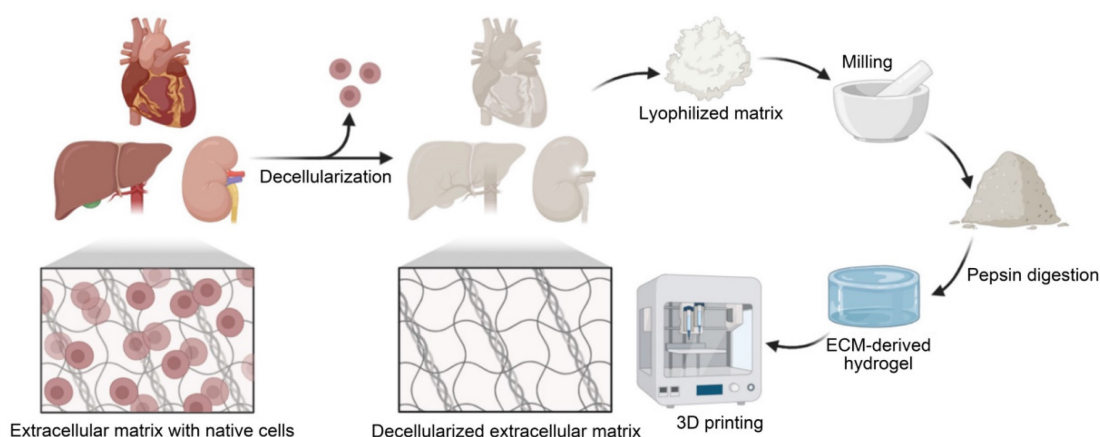 Decellularization
Lyophilized matrix
Milling
Pepsin digestion
ECM-derived
hydrogel
3D printing
Extracellular matrix with native cells
Decellularized extracellular matrix